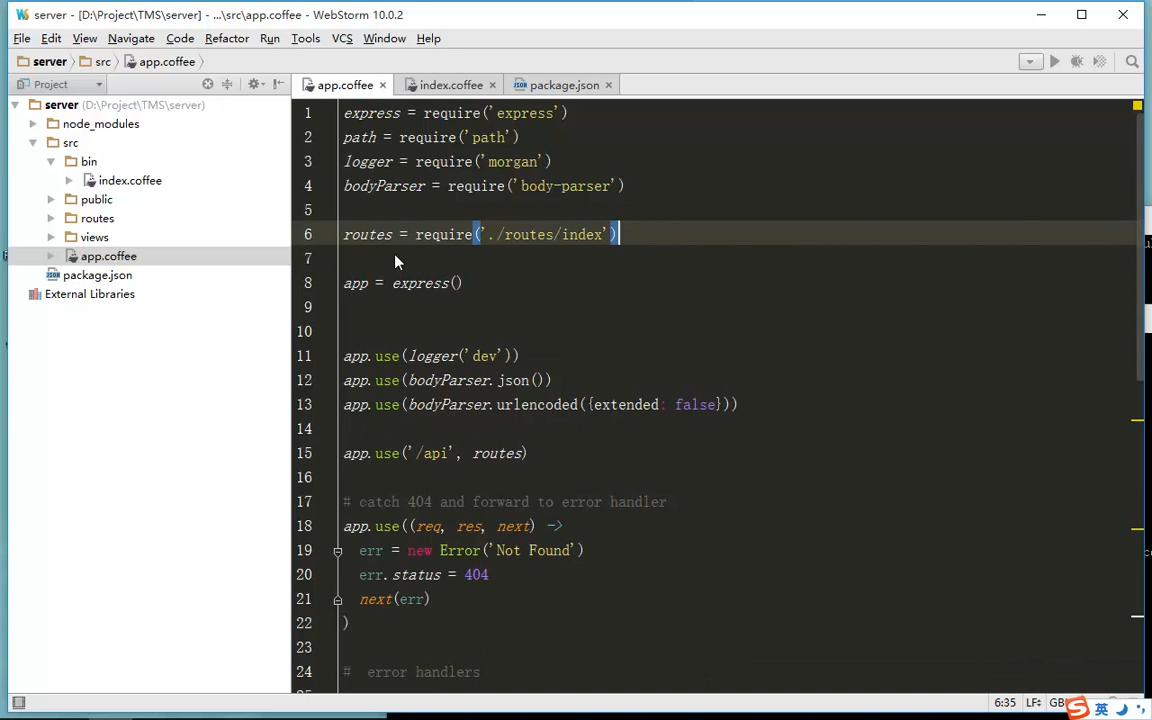 server - [D:\Project\TMS\server] - ...\src\app.coffee - WebStorm 10.0.2
File Edit View Navigate Code Refactor Run Tools VCS Window Help
server src app.coffee
Project
app.coffee index.coffee package.json
server (D:\Project\TMS\server)
node_modules
src
bin
index.coffee
public
routes
views
app.coffee
package.json
External Libraries
1 express = require('express')
2 path = require('path')
3 logger = require('morgan')
4 bodyParser = require('body-parser')
5
6 routes = require('./routes/index')
7
8 app = express()
9
10
11 app.use(logger('dev'))
12 app.use(bodyParser.json())
13 app.use(bodyParser.urlencoded({extended: false}))
14
15 app.use('/api', routes)
16
17 # catch 404 and forward to error handler
18 app.use((req, res, next) ->
19 err = new Error('Not Found')
20 err.status = 404
21 next(err)
22 )
23
24 # error handlers
6:35 LF
英